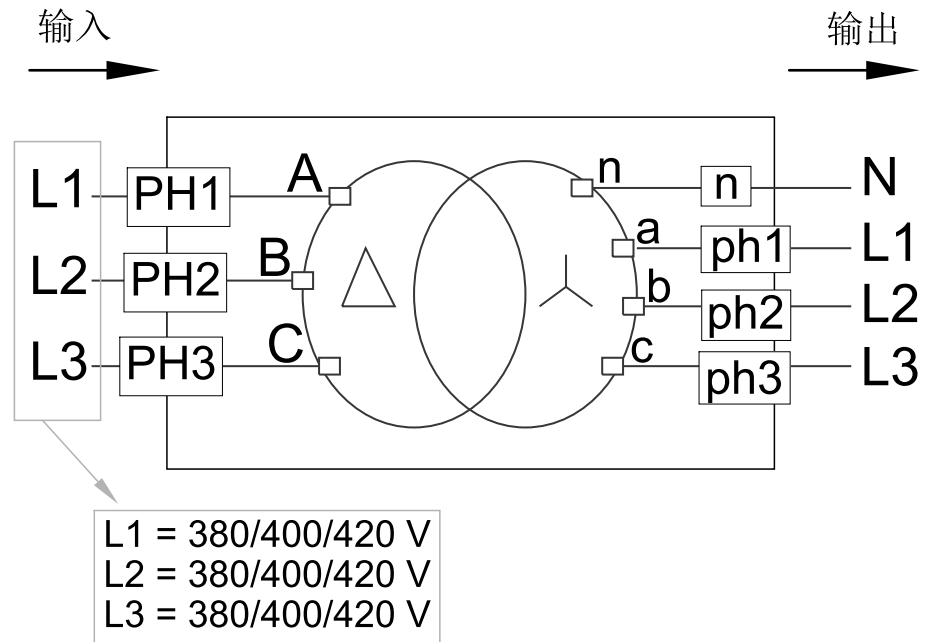 输入
输出
L1 PH1 A n n N
a ph1 L1
L2 PH2 B b ph2 L2
L3 PH3 C c ph3 L3
L1 = 380/400/420 V
L2 = 380/400/420 V
L3 = 380/400/420 V